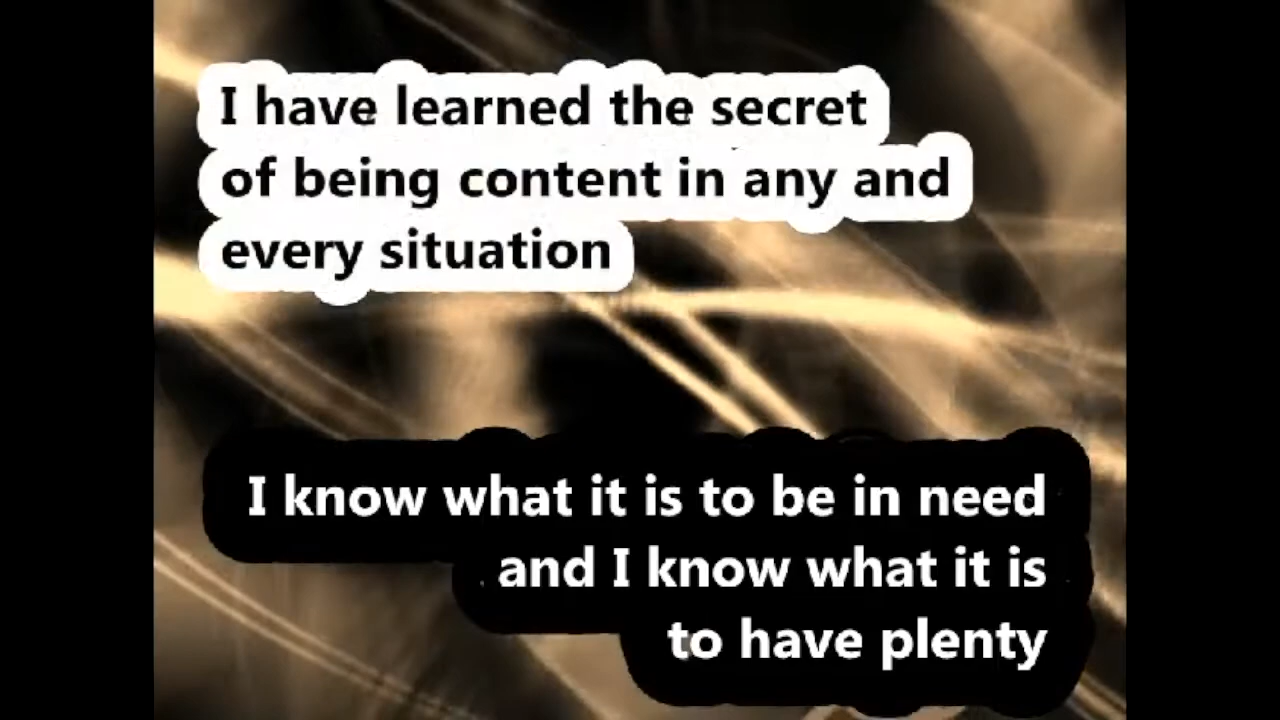 I have learned the secret
of being content in any and
every situation
I know what it is to be in need
and I know what it is
to have plenty